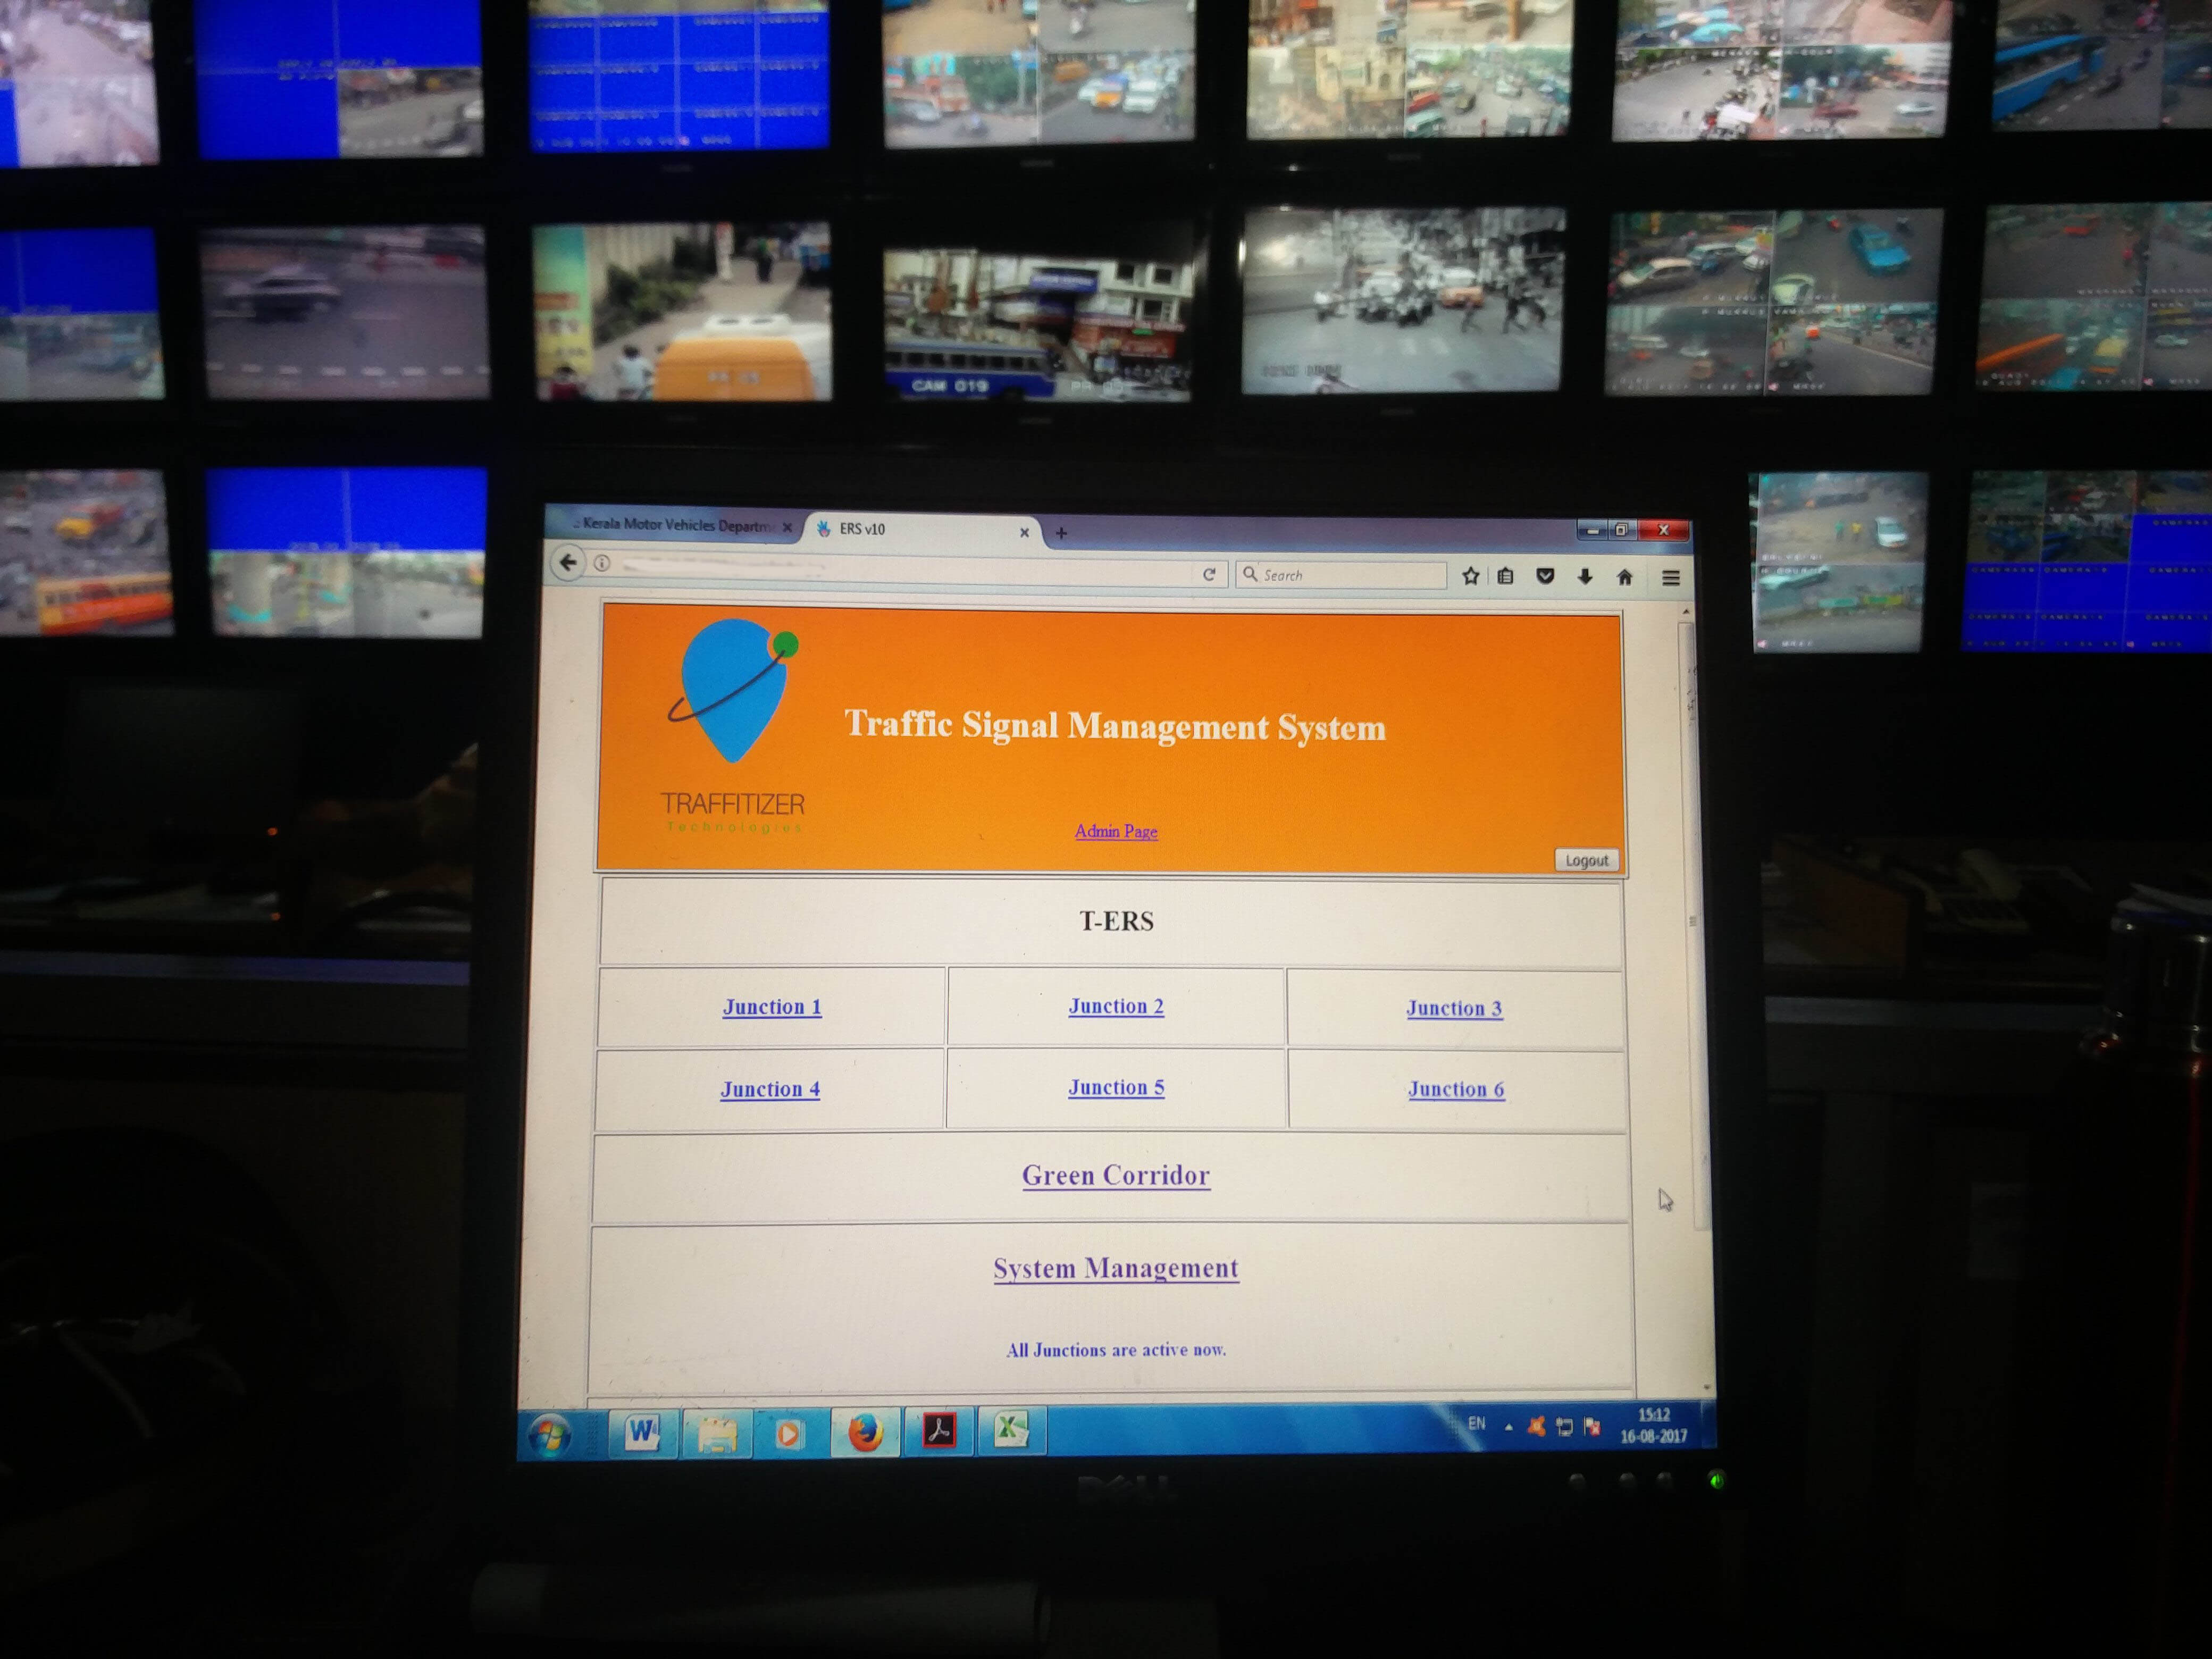 CAM 019
Kerala Motor Vehicles Departm
ERS v10
Search
Traffic Signal Management System
TRAFFITIZER
Technologies
Admin Page
Logout
T-ERS
Junction 1
Junction 2
Junction 3
Junction 4
Junction 5
Junction 6
Green Corridor
System Management
All Junctions are active now.
EN
15:12
16-08-2017
DELL